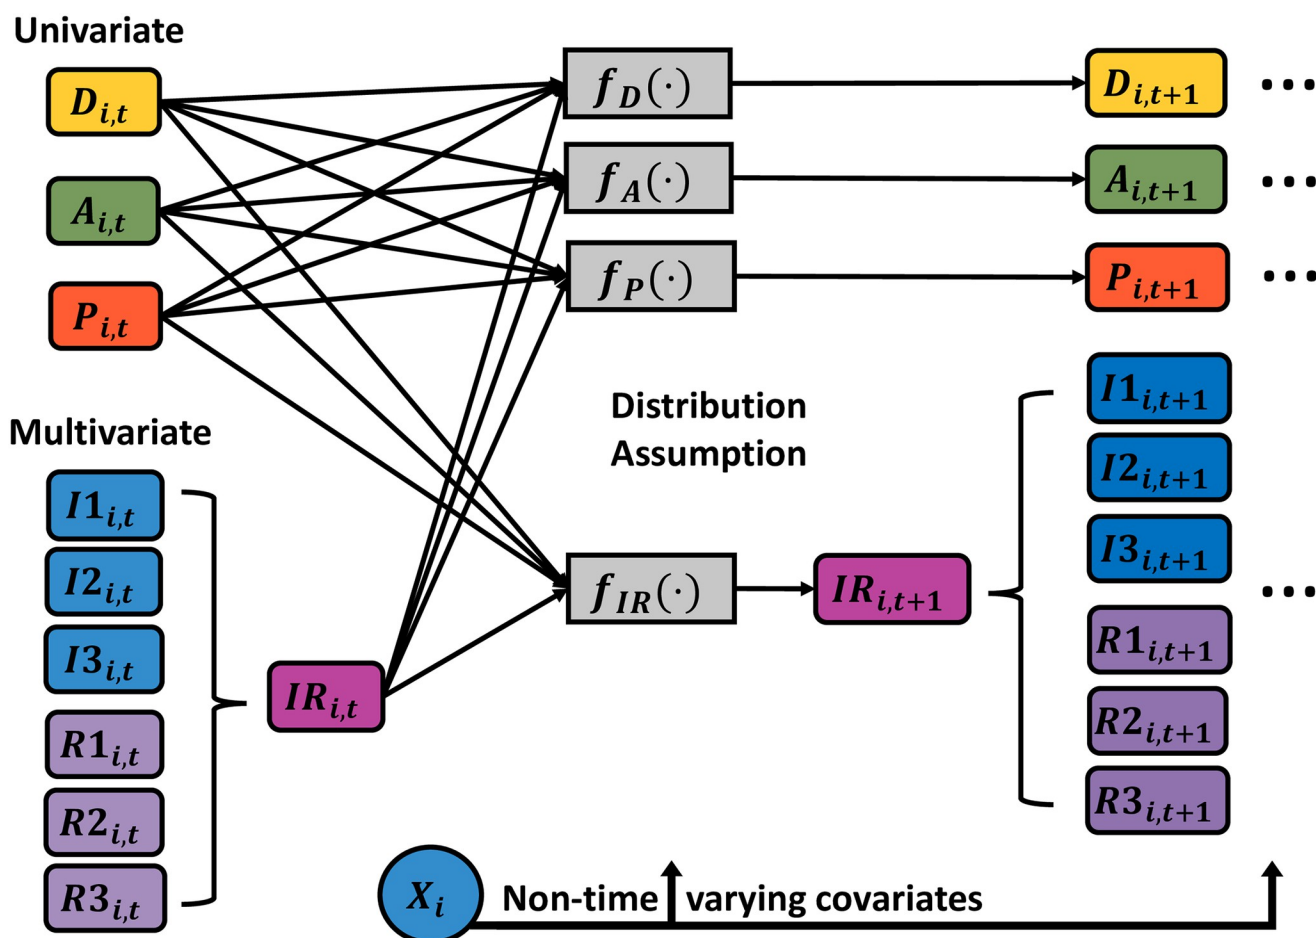 Univariate
D_{i,t}
f_D(·)
D_{i,t+1}
...
A_{i,t}
f_A(·)
A_{i,t+1}
...
P_{i,t}
f_P(·)
P_{i,t+1}
...
Multivariate
I1_{i,t}
I2_{i,t}
I3_{i,t}
R1_{i,t}
R2_{i,t}
R3_{i,t}
IR_{i,t}
Distribution
Assumption
f_{IR}(·)
IR_{i,t+1}
I1_{i,t+1}
I2_{i,t+1}
I3_{i,t+1}
...
R1_{i,t+1}
R2_{i,t+1}
R3_{i,t+1}
X_i
Non-time varying covariates